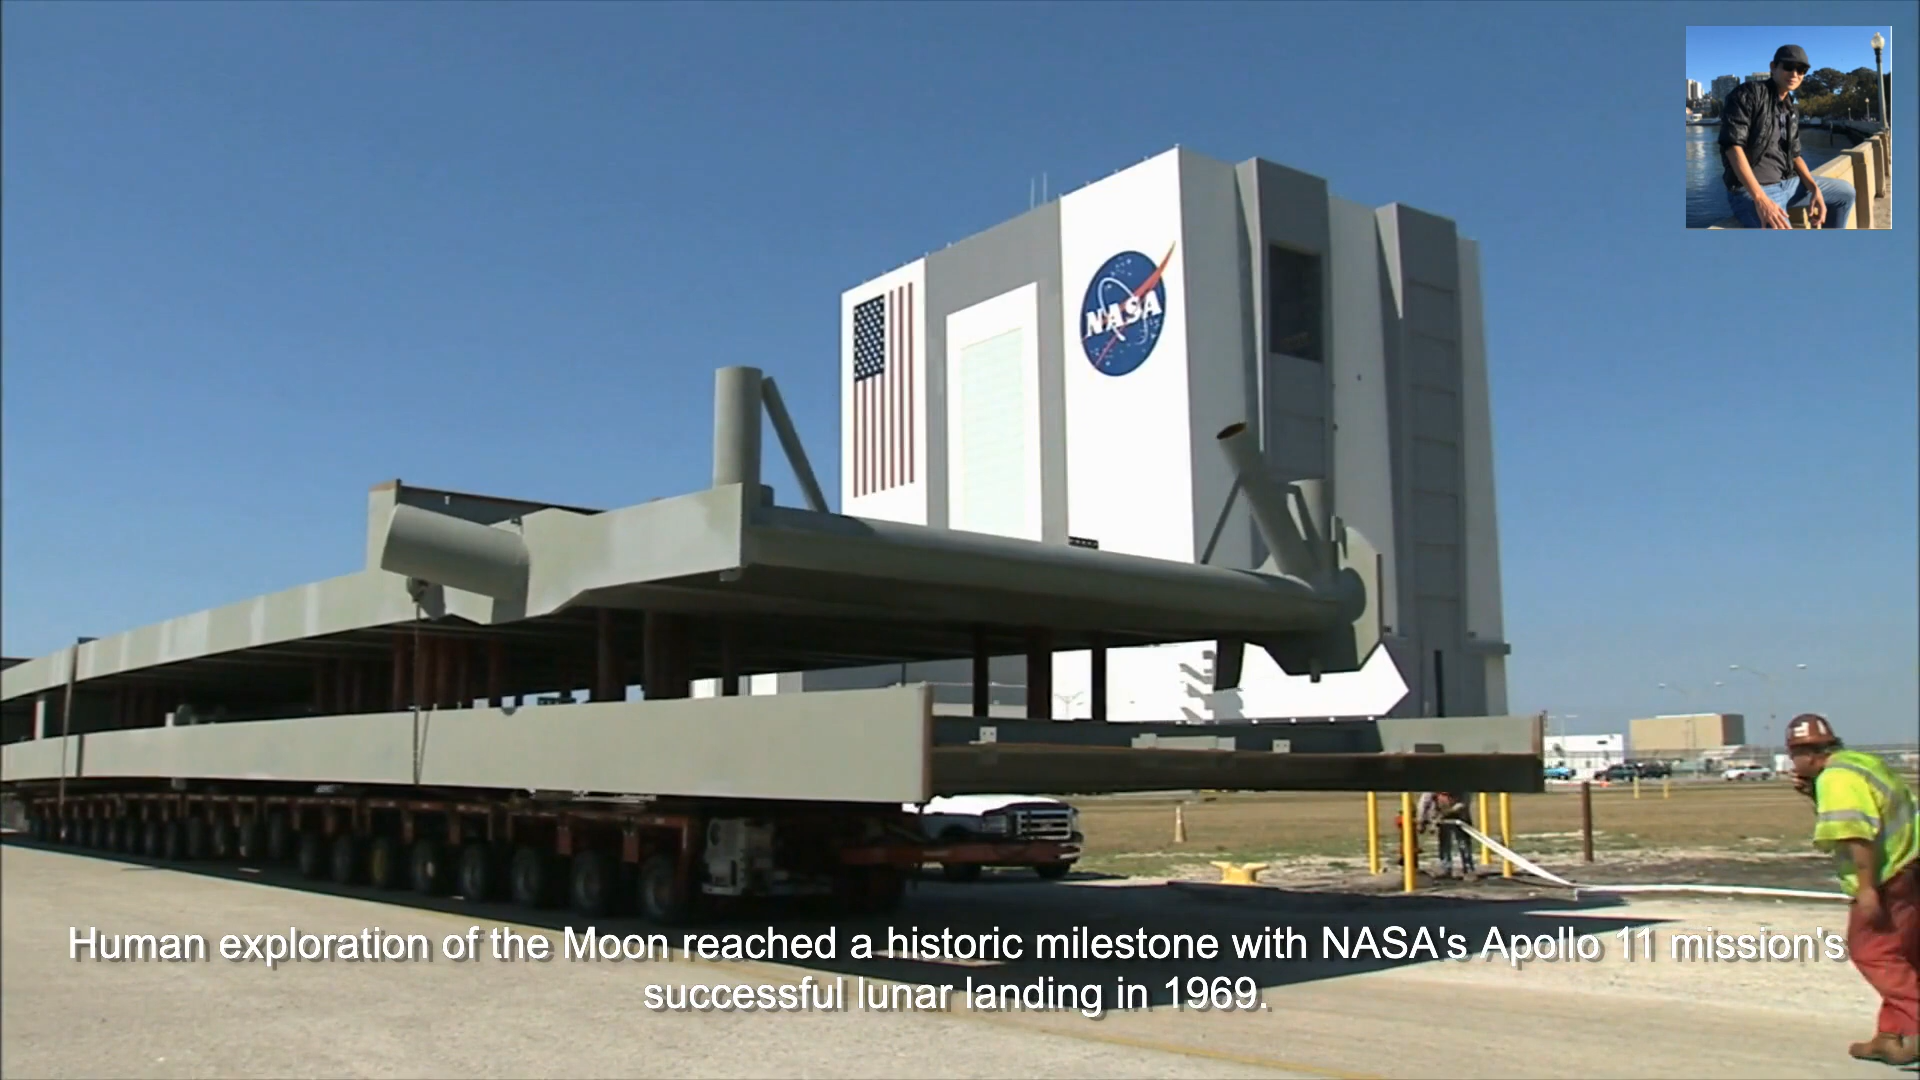 NASA
Human exploration of the Moon reached a historic milestone with NASA's Apollo 11 mission's
successful lunar landing in 1969.